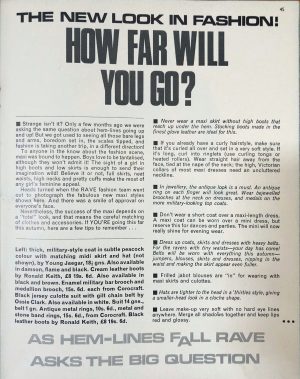 45
THE NEW LOOK IN FASHION!
HOW FAR WILL
YOU GO?
■ Strange isn't it? Only a few months ago we were
asking the same question about hem-lines going up
and up! But we got used to seeing all those bare legs
and arms, boredom set in, the scales tipped, and
fashion is taking another trip, in a different direction!
To anyone in the know about the fashion scene,
maxi was bound to happen. Boys love to be tantalised,
although they won't admit it! The sight of a girl in
high boots and low skirts is enough to send their
imagination wild! Believe it or not, full skirts, neat
waists, high necks and pretty cuffs make the most of
any girl's feminine appeal.
Heads turned when the RAVE fashion team went
out to photograph the fabulous new maxi styles
shown here. And there was a smile of approval on
everyone's face.
Nevertheless, the success of the maxi depends on
a "total" look, and that means the careful matching
of clothes and accessories. If you'll be going this far
this autumn, here are a few tips to remember . . .
Left: thick, military-style coat in subtle peacock
colour with matching midi skirt and hat (not
shown), by Young Jaeger, 19½ gns. Also available
in damson, flame and black. Cream leather boots
by Ronald Keith, £8 19s. 6d. Also available in
black and brown. Enamel military bar brooch and
medallion brooch, 15s. 6d. each from Corocraft.
Black jersey culotte suit with gilt chain belt by
Ossie Clark. Also available in white. Suit 11 gns.,
belt 1 gn. Antique metal rings, 19s. 6d., metal and
stone band rings, 15s. 6d., from Corocraft. Black
leather boots by Ronald Keith, £8 19s. 6d.
■ Never wear a maxi skirt without high boots that
reach up under the hem. Stocking boots made in the
finest glove leather are ideal for this.
■ If you already have a curly hairstyle, make sure
that it's curled all over and set in a very soft style. If
it's long, curl into ringlets (use curling tongs or
heated rollers). Wear straight hair away from the
face, tied at the nape of the neck; the high, Victorian
collars of most maxi dresses need an uncluttered
neckline.
■ In jewellery, the antique look is a must. An antique
ring on each finger will look great. Wear bejewelled
brooches at the neck on dresses, and medals on the
more military-looking top coats.
■ Don't wear a short coat over a maxi-length dress.
A maxi coat can be worn over a mini dress, but
reserve this for dances and parties. The mini will now
really shine for evening wear.
■ Dress up coats, skirts and dresses with heavy belts.
For the ravers with tiny waists—your day has come!
Belts will be worn with everything this autumn—
jumpers, blouses, skirts and dresses, nipping in the
waist and making the skirt appear even fuller.
■ Frilled jabot blouses are "in" for wearing with
maxi skirts and culottes.
■ Hats are tighter to the head in a 'thirties style, giving
a smaller-head look in a cloche shape.
■ Leave make-up very soft with no hard eye lines
anywhere. Merge all shadows together and keep lips
red and glossy. . . .
AS HEM-LINES FALL RAVE
ASKS THE BIG QUESTION